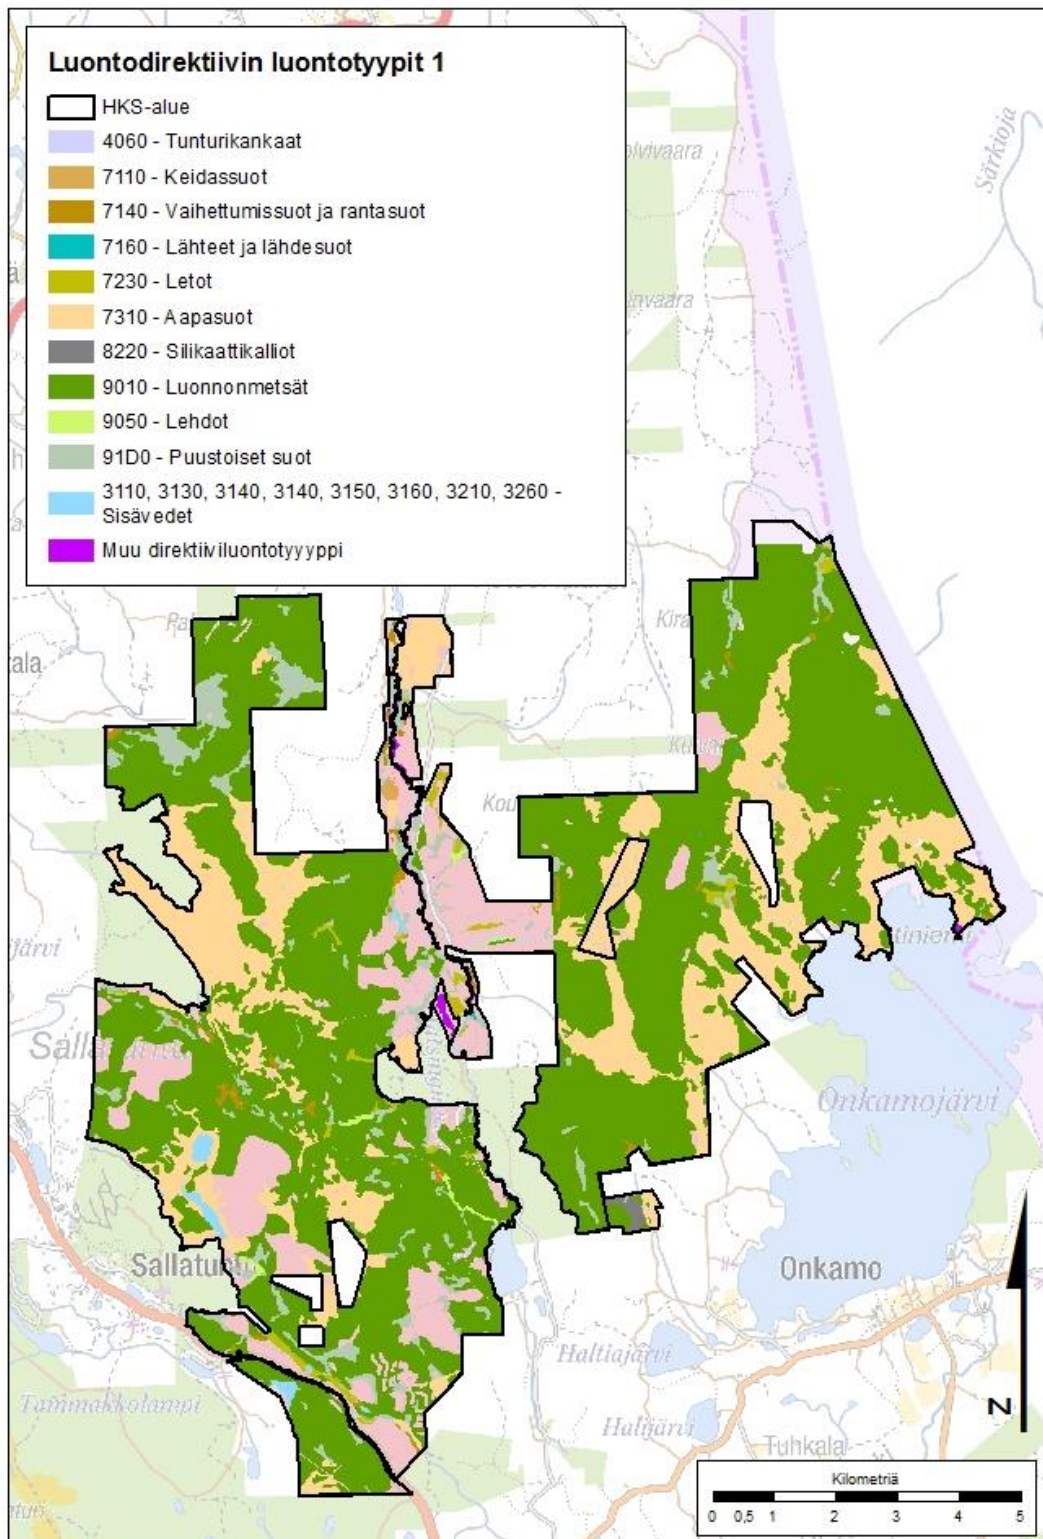 Luontodirektiivin luontotyypit 1
HKS-alue
4060 - Tunturikankaat
7110 - Keidassuot
7140 - Vaihettumissuot ja rantasuot
7160 - Lähteet ja lähdesuot
7230 - Letot
7310 - Aapasuot
8220 - Silikaattikalliot
9010 - Luonnonmetsät
9050 - Lehdot
91D0 - Puustoiset suot
3110, 3130, 3140, 3140, 3150, 3160, 3210, 3260 -
Sisävedet
Muu direktiiviluontotyyyppi
Särkioja
Onkamojärvi
Onkamo
Haltiajärvi
Halijärvi
Tuhkala
Tammakkolampi
N
Kilometriä
0 0,5 1 2 3 4 5